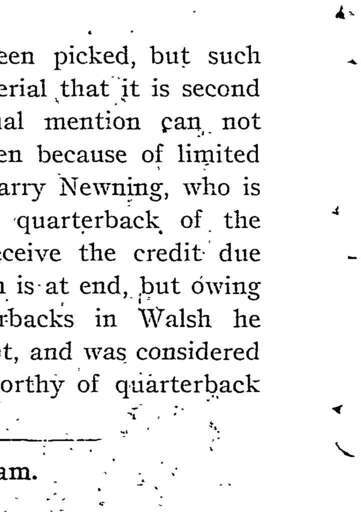 een picked, but such
erial that it is second
ual mention can not
en because of limited
arry Newning, who is
quarterback of the
eceive the credit due
n is at end, but owing
rbacks in Walsh he
t, and was considered
orthy of quarterback
am.